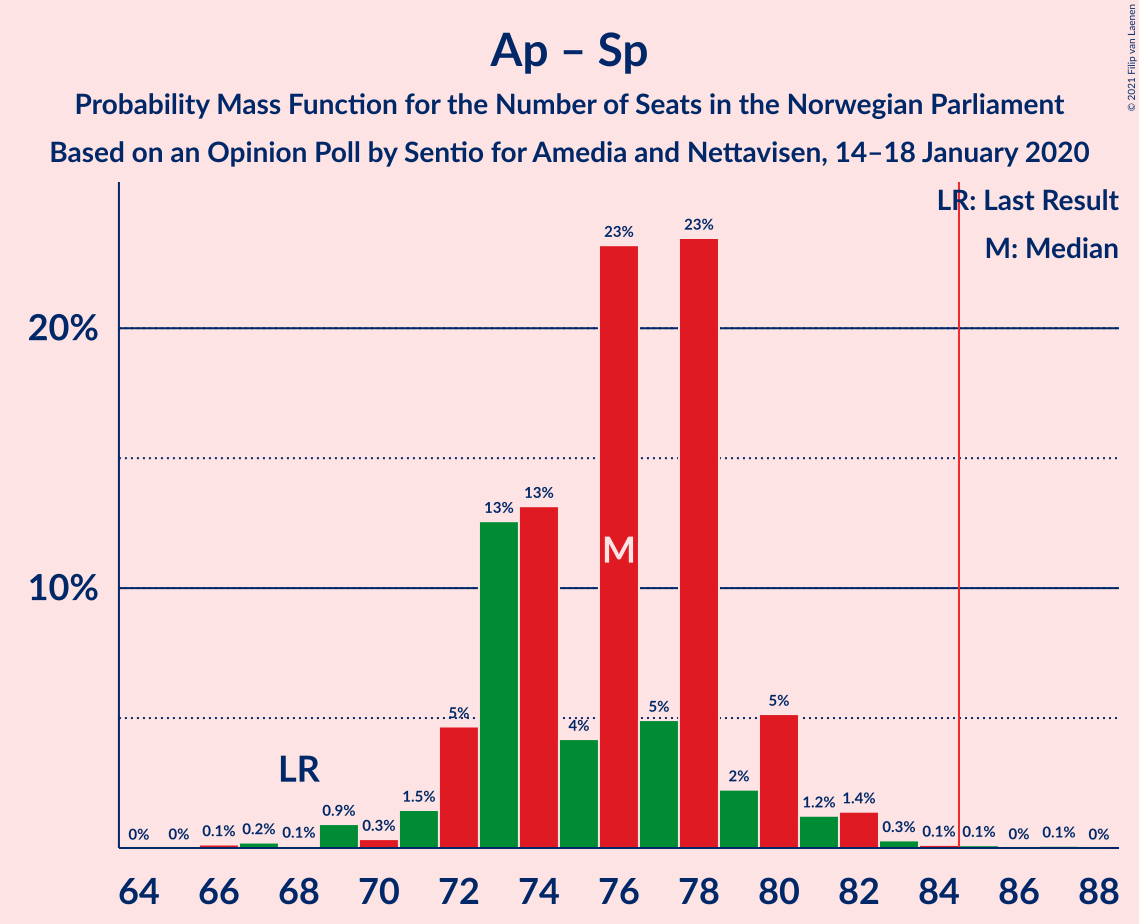 Ap – Sp
Probability Mass Function for the Number of Seats in the Norwegian Parliament
Based on an Opinion Poll by Sentio for Amedia and Nettavisen, 14–18 January 2020
© 2021 Filip van Laenen
LR: Last Result
M: Median
20%
10%
0% 0% 0.1% 0.2% 0.1% 0.9% 0.3% 1.5% 5% 13% 13% 4% 23% 5% 23% 2% 5% 1.2% 1.4% 0.3% 0.1% 0.1% 0% 0.1% 0%
LR
M
64 66 68 70 72 74 76 78 80 82 84 86 88